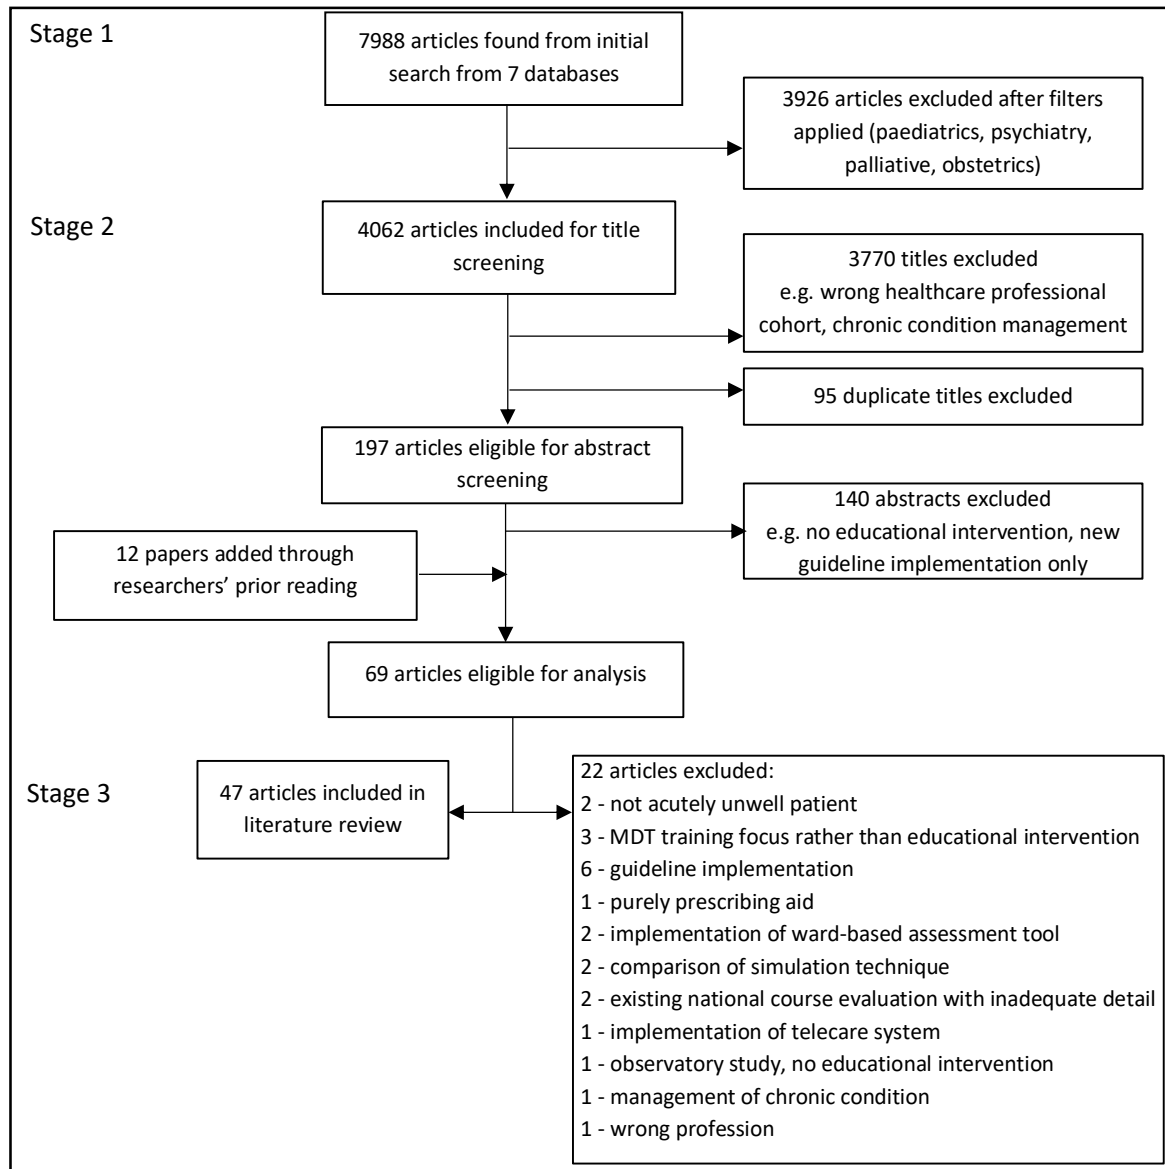 Stage 1
7988 articles found from initial
search from 7 databases
3926 articles excluded after filters
applied (paediatrics, psychiatry,
palliative, obstetrics)
Stage 2
4062 articles included for title
screening
3770 titles excluded
e.g. wrong healthcare professional
cohort, chronic condition management
95 duplicate titles excluded
197 articles eligible for abstract
screening
140 abstracts excluded
e.g. no educational intervention, new
guideline implementation only
12 papers added through
researchers’ prior reading
69 articles eligible for analysis
Stage 3
47 articles included in
literature review
22 articles excluded:
2 - not acutely unwell patient
3 - MDT training focus rather than educational intervention
6 - guideline implementation
1 - purely prescribing aid
2 - implementation of ward-based assessment tool
2 - comparison of simulation technique
2 - existing national course evaluation with inadequate detail
1 - implementation of telecare system
1 - observatory study, no educational intervention
1 - management of chronic condition
1 - wrong profession